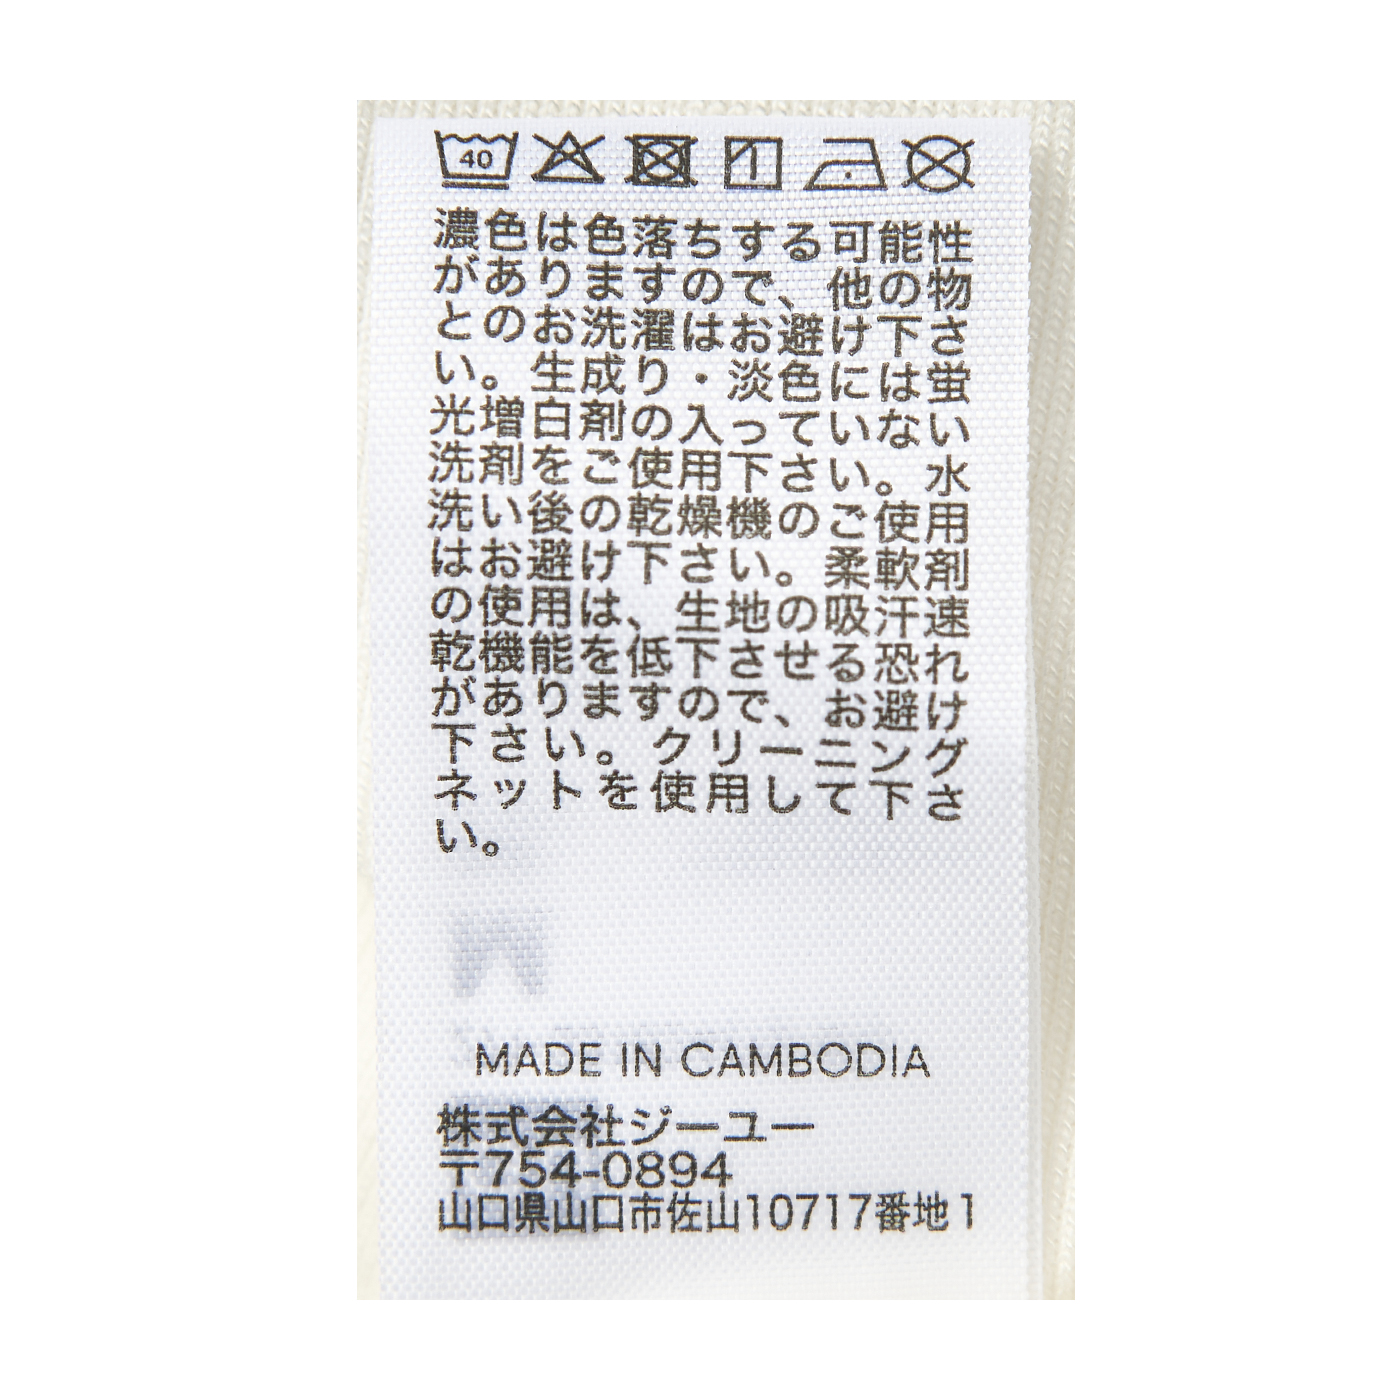 40
濃色は色落ちする可能性
がありますので、他の物
とのお洗濯はお避け下さ
い。生成り・淡色には蛍
光増白剤の入っていない
洗剤をご使用下さい。水
洗い後の乾燥機のご使用
はお避け下さい。柔軟剤
の使用は、生地の吸汗速
乾機能を低下させる恐れ
がありますので、お避け
下さい。クリーニング
ネットを使用して下さ
い。
MADE IN CAMBODIA
株式会社ジーユー
〒754-0894
山口県山口市佐山10717番地1